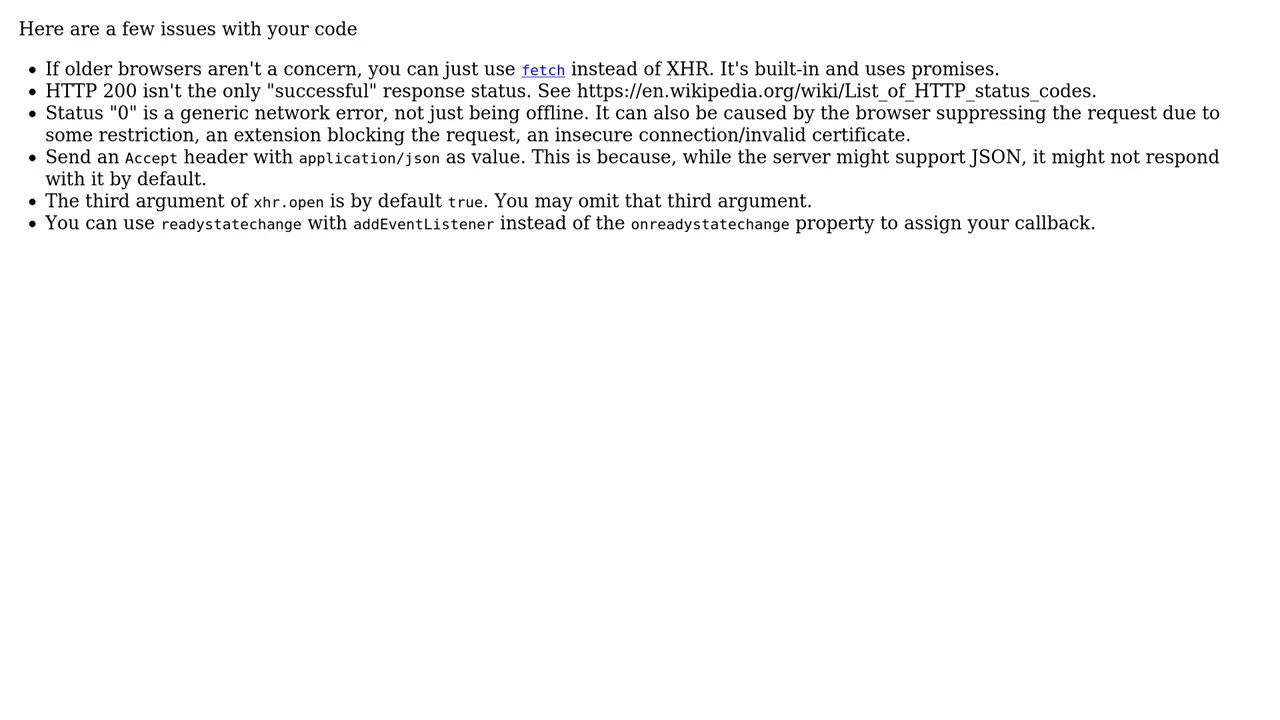 Here are a few issues with your code
If older browsers aren't a concern, you can just use fetch instead of XHR. It's built-in and uses promises.
HTTP 200 isn't the only "successful" response status. See https://en.wikipedia.org/wiki/List_of_HTTP_status_codes.
Status "0" is a generic network error, not just being offline. It can also be caused by the browser suppressing the request due to
some restriction, an extension blocking the request, an insecure connection/invalid certificate.
Send an Accept header with application/json as value. This is because, while the server might support JSON, it might not respond
with it by default.
The third argument of xhr.open is by default true. You may omit that third argument.
You can use readystatechange with addEventListener instead of the onreadystatechange property to assign your callback.